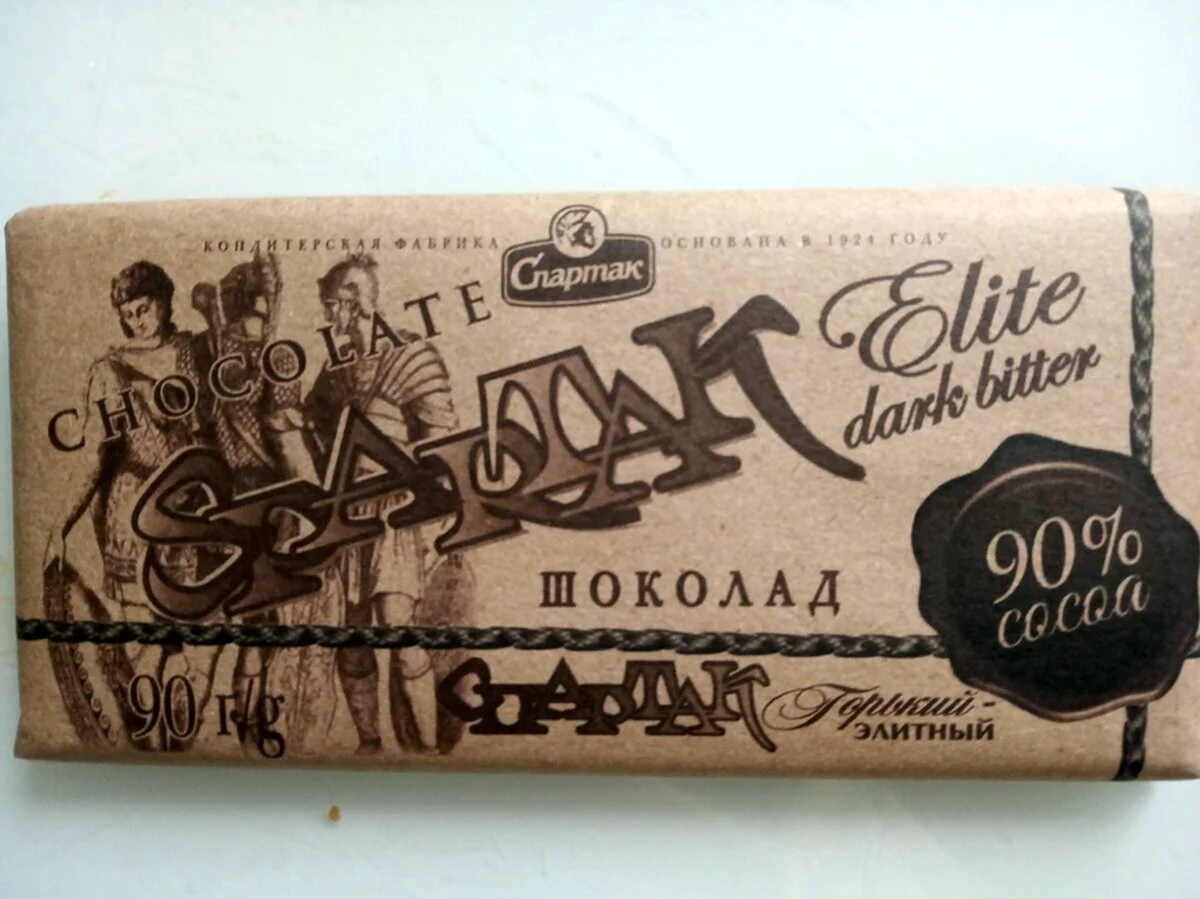 КОНДИТЕРСКАЯ ФАБРИКА
Спартак
ОСНОВАНА В 1924 ГОДУ
CHOCOLATE
SPARTAK
Elite
dark bitter
90%
cocoa
ШОКОЛАД
90 г/g
СПАРТАК
Горький-
ЭЛИТНЫЙ